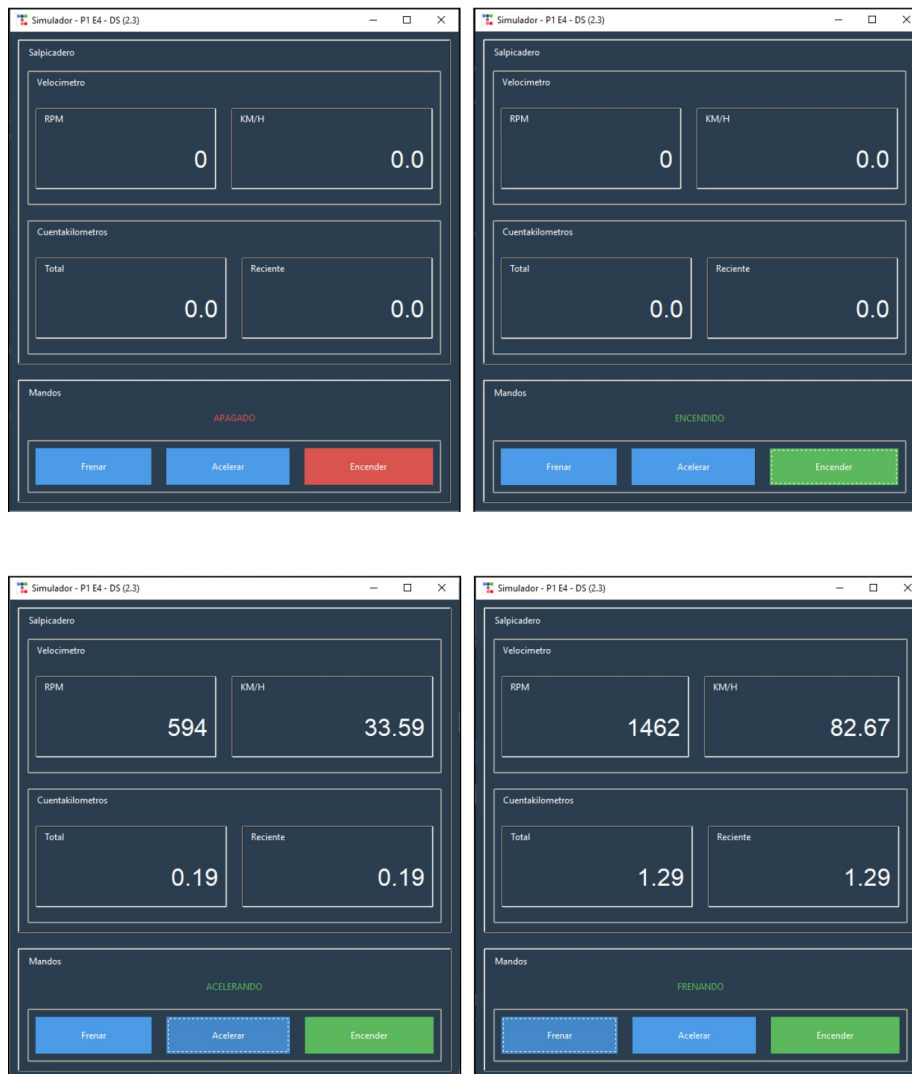 Simulador - P1 E4 - DS (2.3)
Salpicadero
Velocimetro
RPM KM/H
0 0.0
Cuentakilometros
Total Reciente
0.0 0.0
Mandos
APAGADO
Frenar Acelerar Encender
Simulador - P1 E4 - DS (2.3)
Salpicadero
Velocimetro
RPM KM/H
0 0.0
Cuentakilometros
Total Reciente
0.0 0.0
Mandos
ENCENDIDO
Frenar Acelerar Encender
Simulador - P1 E4 - DS (2.3)
Salpicadero
Velocimetro
RPM KM/H
594 33.59
Cuentakilometros
Total Reciente
0.19 0.19
Mandos
ACELERANDO
Frenar Acelerar Encender
Simulador - P1 E4 - DS (2.3)
Salpicadero
Velocimetro
RPM KM/H
1462 82.67
Cuentakilometros
Total Reciente
1.29 1.29
Mandos
FRENANDO
Frenar Acelerar Encender